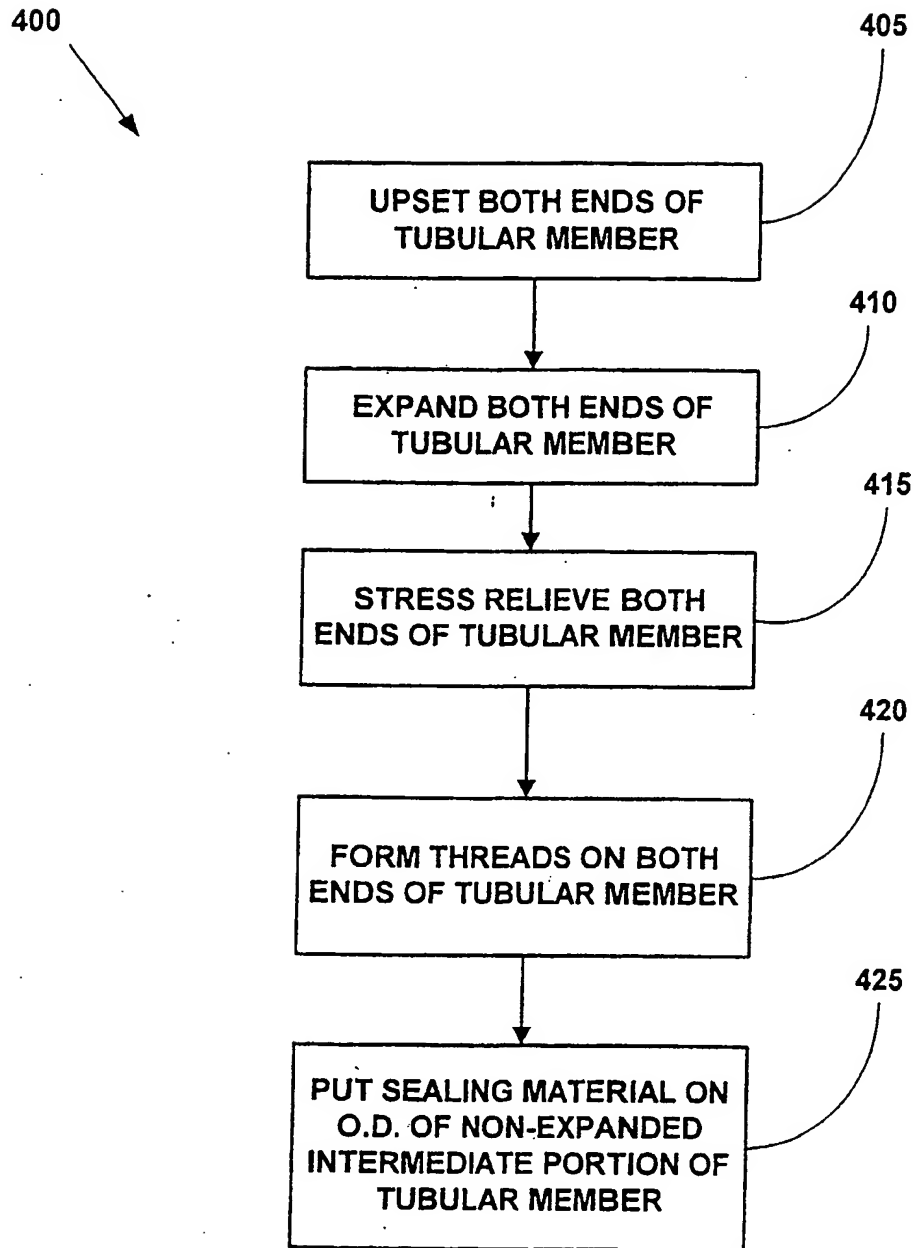 400
405
UPSET BOTH ENDS OF
TUBULAR MEMBER
410
EXPAND BOTH ENDS OF
TUBULAR MEMBER
415
STRESS RELIEVE BOTH
ENDS OF TUBULAR MEMBER
420
FORM THREADS ON BOTH
ENDS OF TUBULAR MEMBER
425
PUT SEALING MATERIAL ON
O.D. OF NON-EXPANDED
INTERMEDIATE PORTION OF
TUBULAR MEMBER